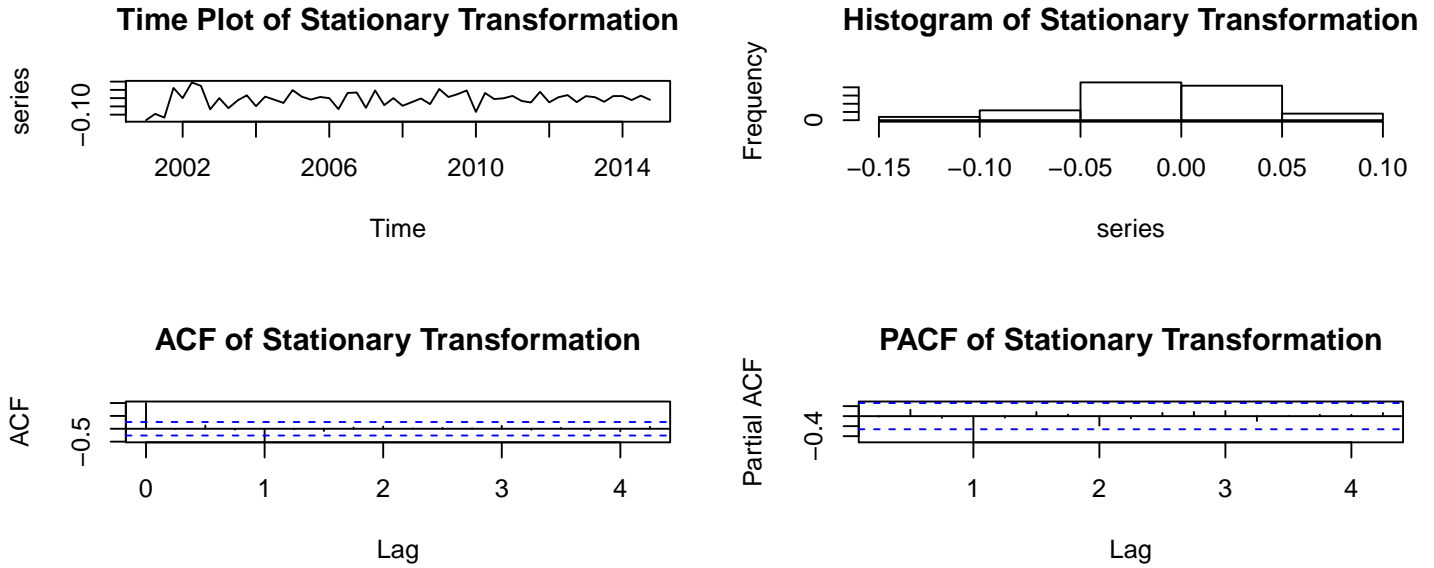 Time Plot of Stationary Transformation
series
−0.10
2002 2006 2010 2014
Time
Histogram of Stationary Transformation
Frequency
0
−0.15 −0.10 −0.05 0.00 0.05 0.10
series
ACF of Stationary Transformation
ACF
−0.5
0 1 2 3 4
Lag
PACF of Stationary Transformation
Partial ACF
−0.4
1 2 3 4
Lag